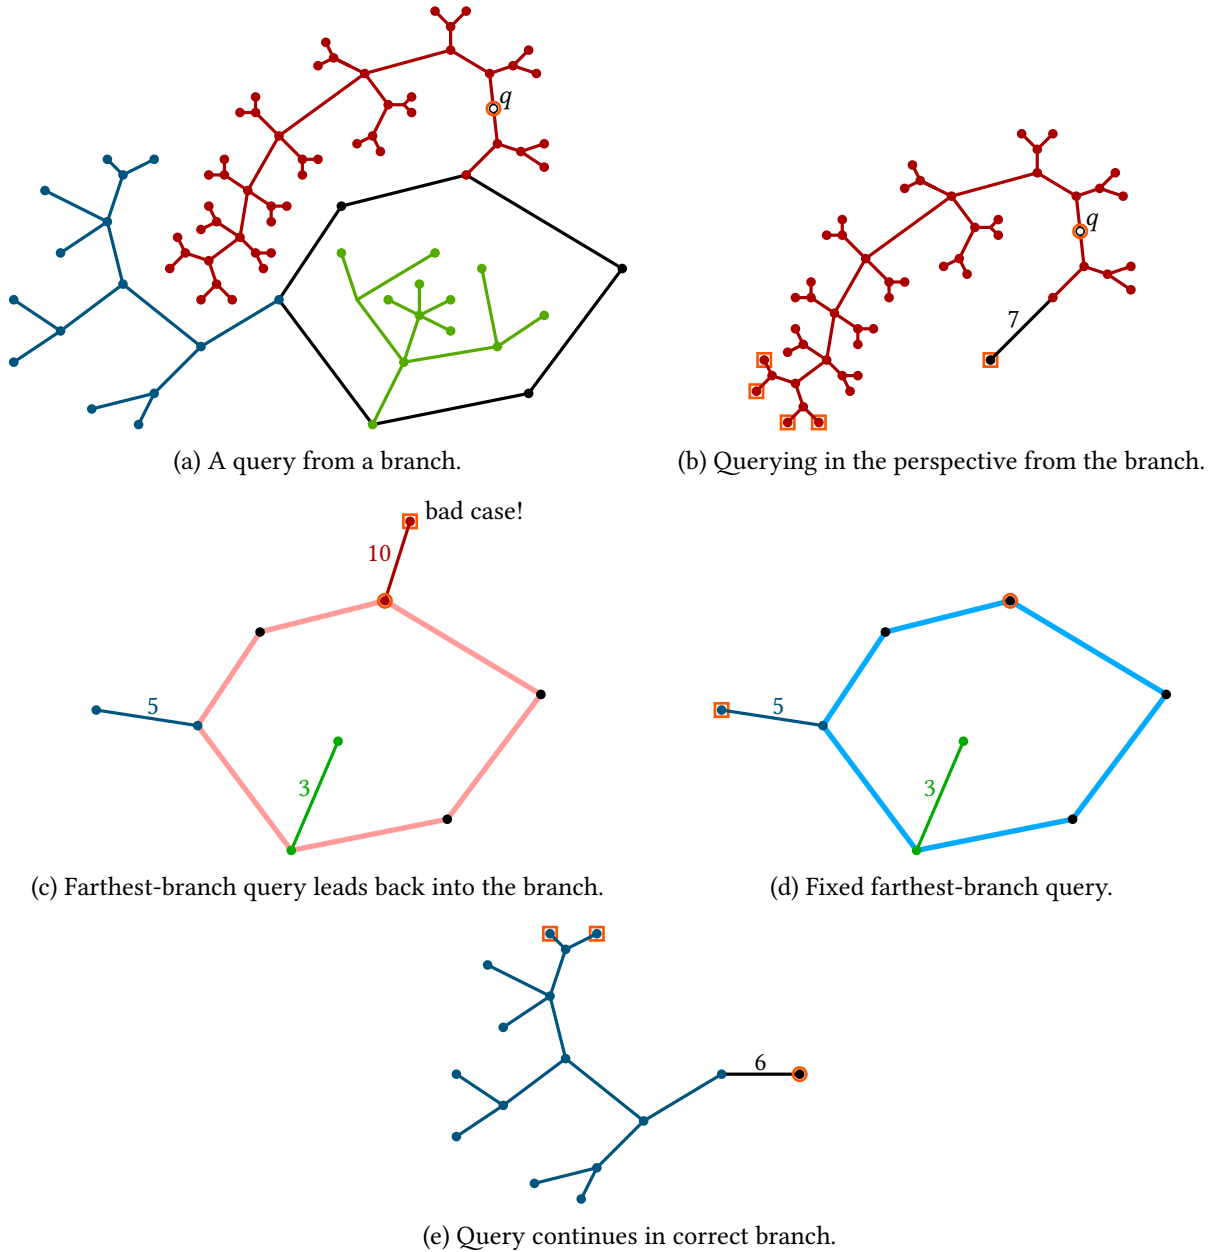 q
q
7
(a) A query from a branch.
(b) Querying in the perspective from the branch.
bad case!
10
5
3
5
3
(c) Farthest-branch query leads back into the branch.
(d) Fixed farthest-branch query.
6
(e) Query continues in correct branch.